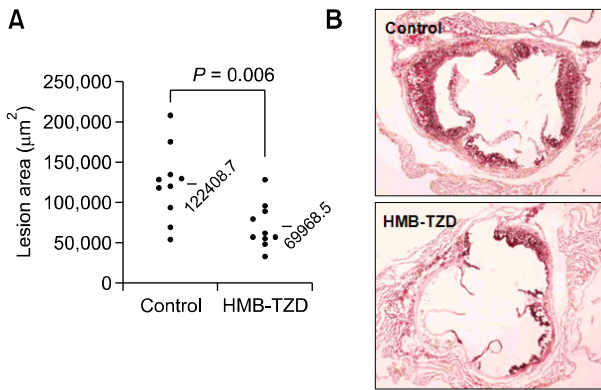 A
P = 0.006
Lesion area (μm²)
250,000
200,000
150,000
100,000
50,000
0
122408.7
69968.5
Control
HMB-TZD
B
Control
HMB-TZD